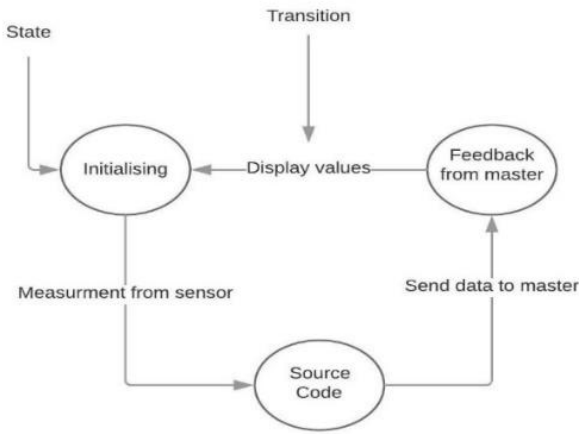 Transition
State
Initialising
Display values
Feedback
from master
Measurment from sensor
Send data to master
Source
Code